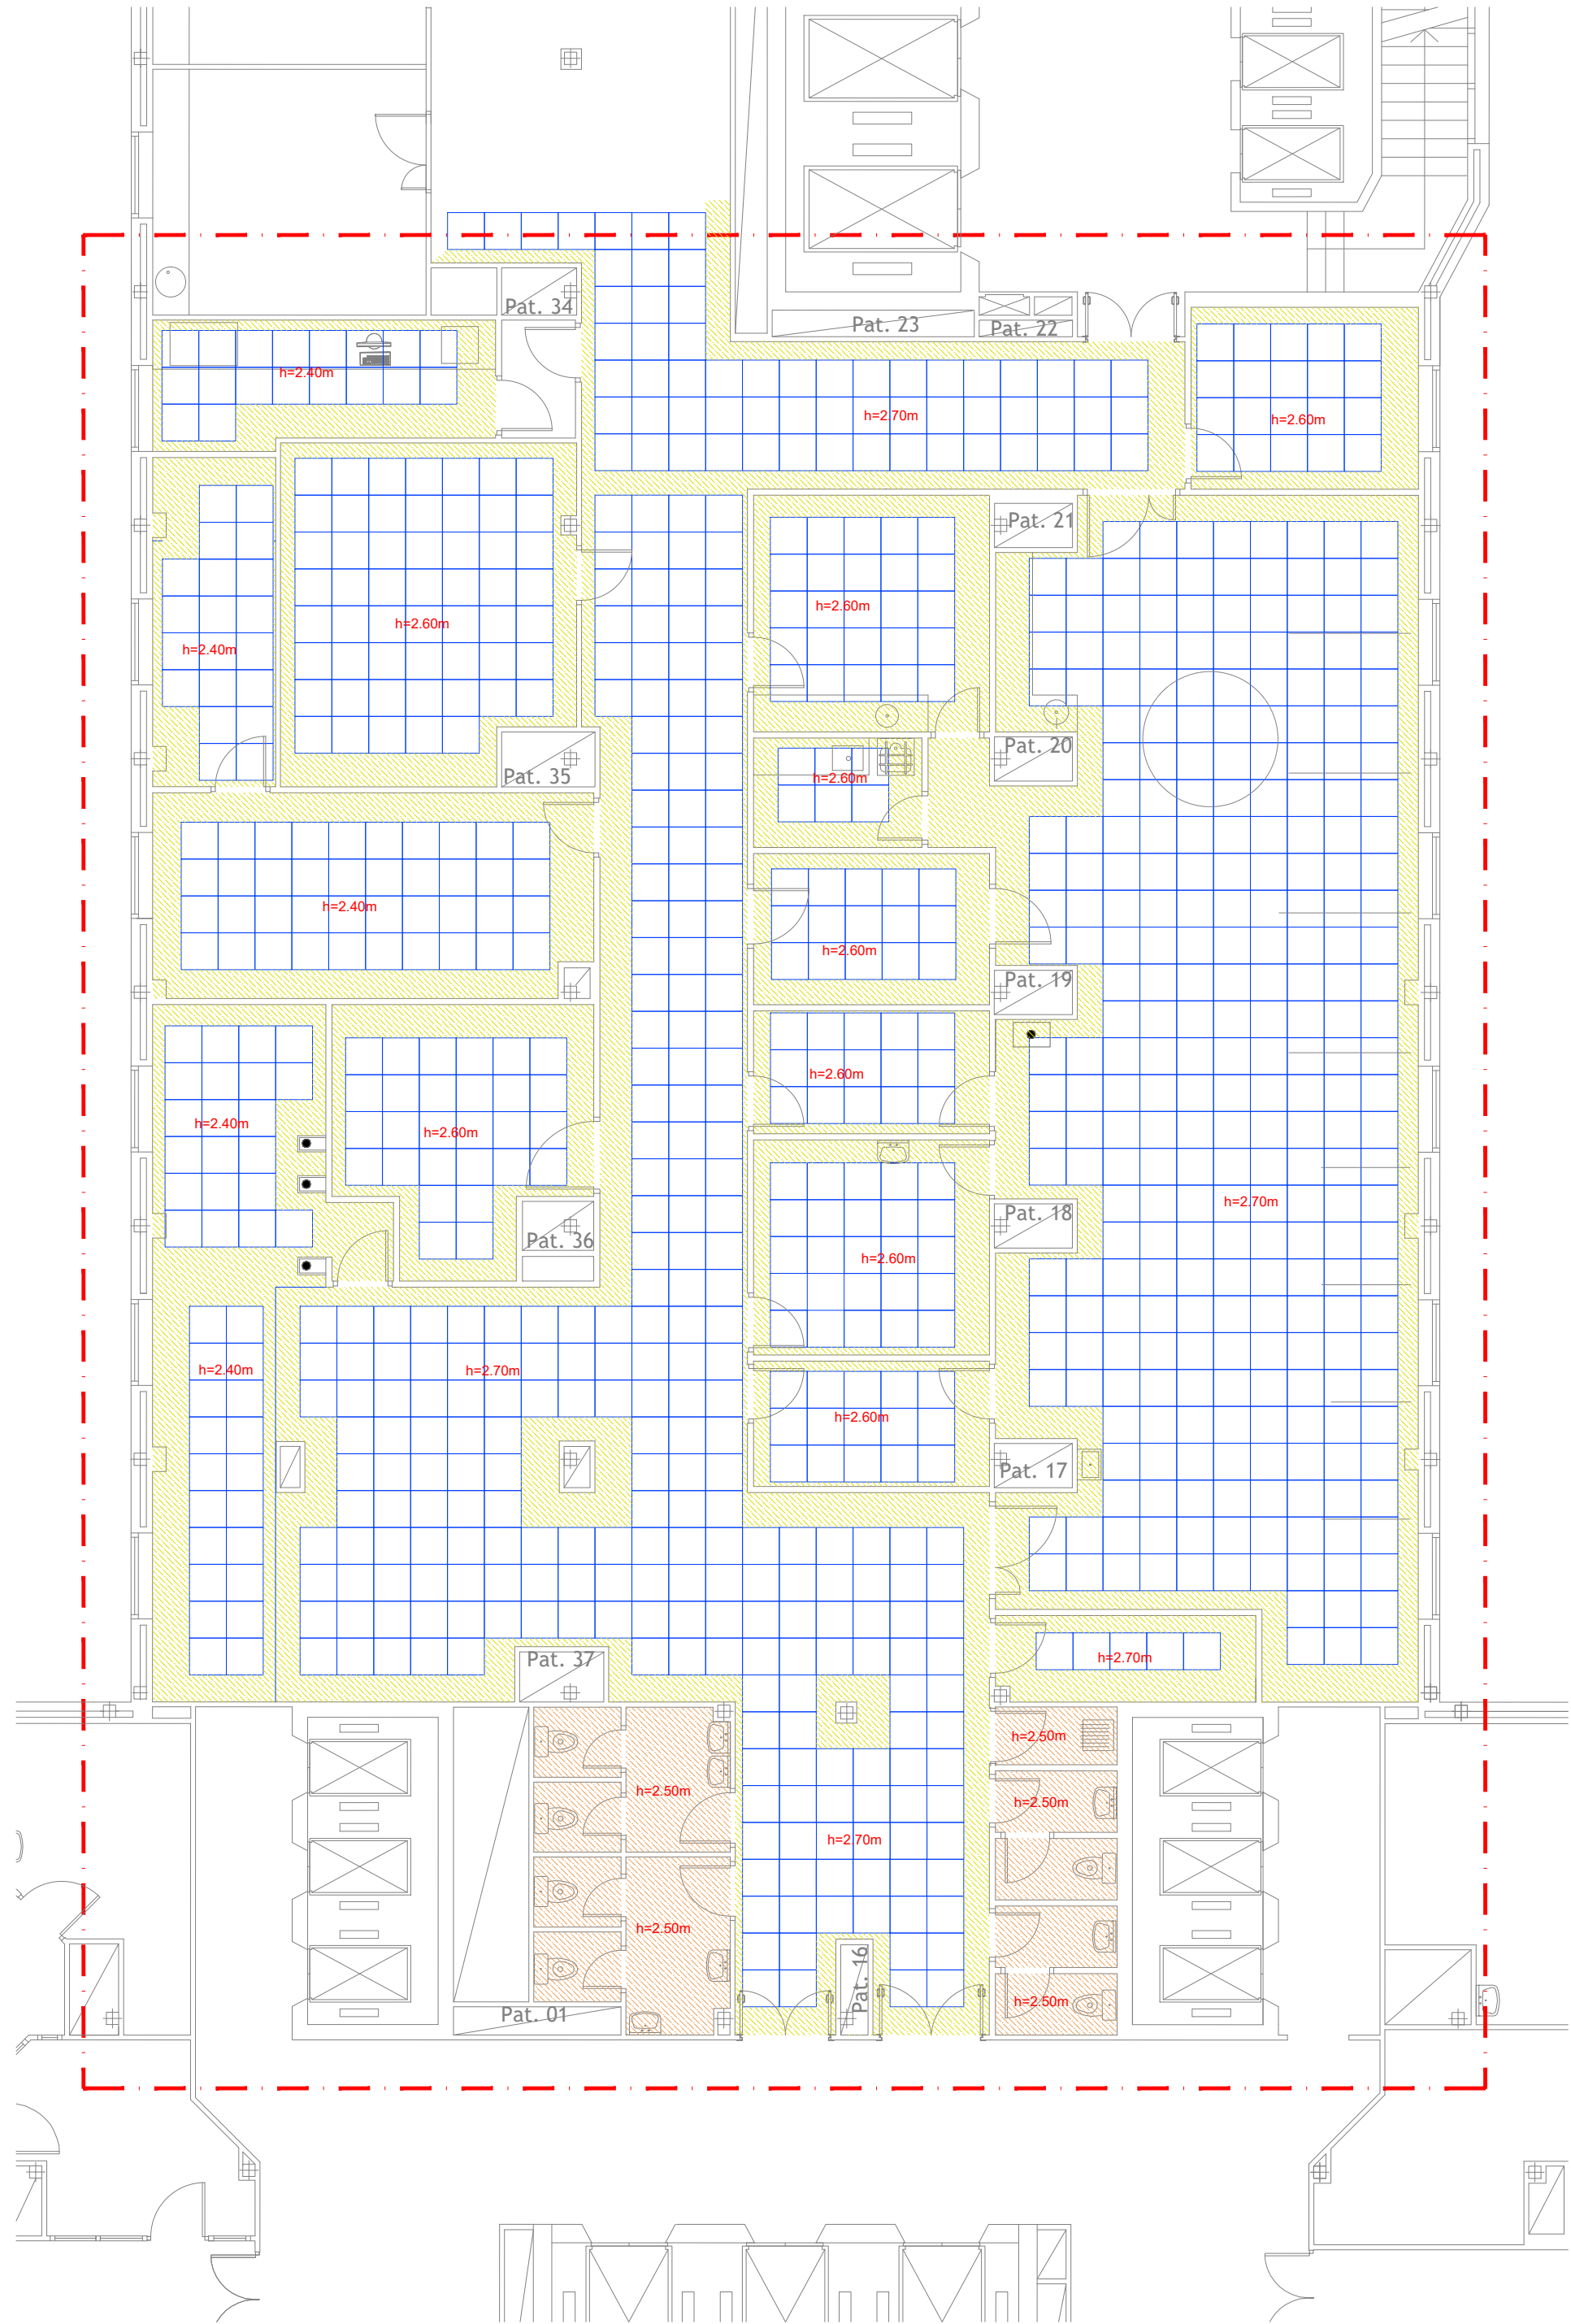 Pat. 34
Pat. 23
Pat. 22
h=2.40m
h=2.70m
h=2.60m
Pat. 21
h=2.60m
h=2.60m
h=2.40m
Pat. 20
Pat. 35
h=2.60m
h=2.40m
h=2.60m
Pat. 19
h=2.60m
h=2.40m
h=2.60m
h=2.70m
Pat. 18
Pat. 36
h=2.60m
h=2.40m
h=2.70m
h=2.60m
Pat. 17
Pat. 37
h=2.70m
h=2.50m
h=2.50m
h=2.50m
h=2.70m
h=2.50m
Pat. 16
h=2.50m
Pat. 01